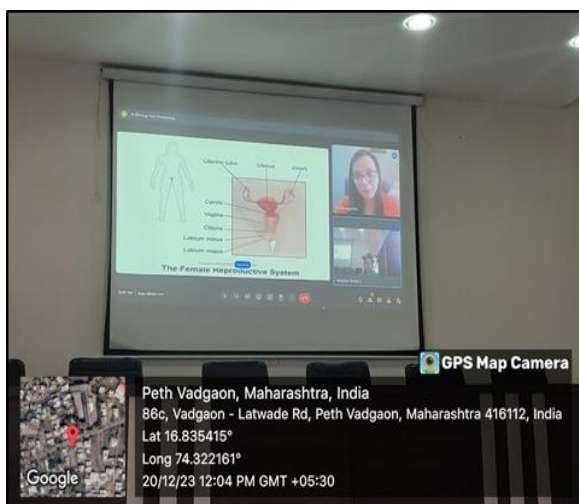 Uterine tube
Uterus
Ovary
Cervix
Vagina
Clitoris
Labium minus
Labium majus
The Female Reproductive System
GPS Map Camera
Peth Vadgaon, Maharashtra, India
86c, Vadgaon - Latwade Rd, Peth Vadgaon, Maharashtra 416112, India
Lat 16.835415°
Long 74.322161°
20/12/23 12:04 PM GMT +05:30
Google